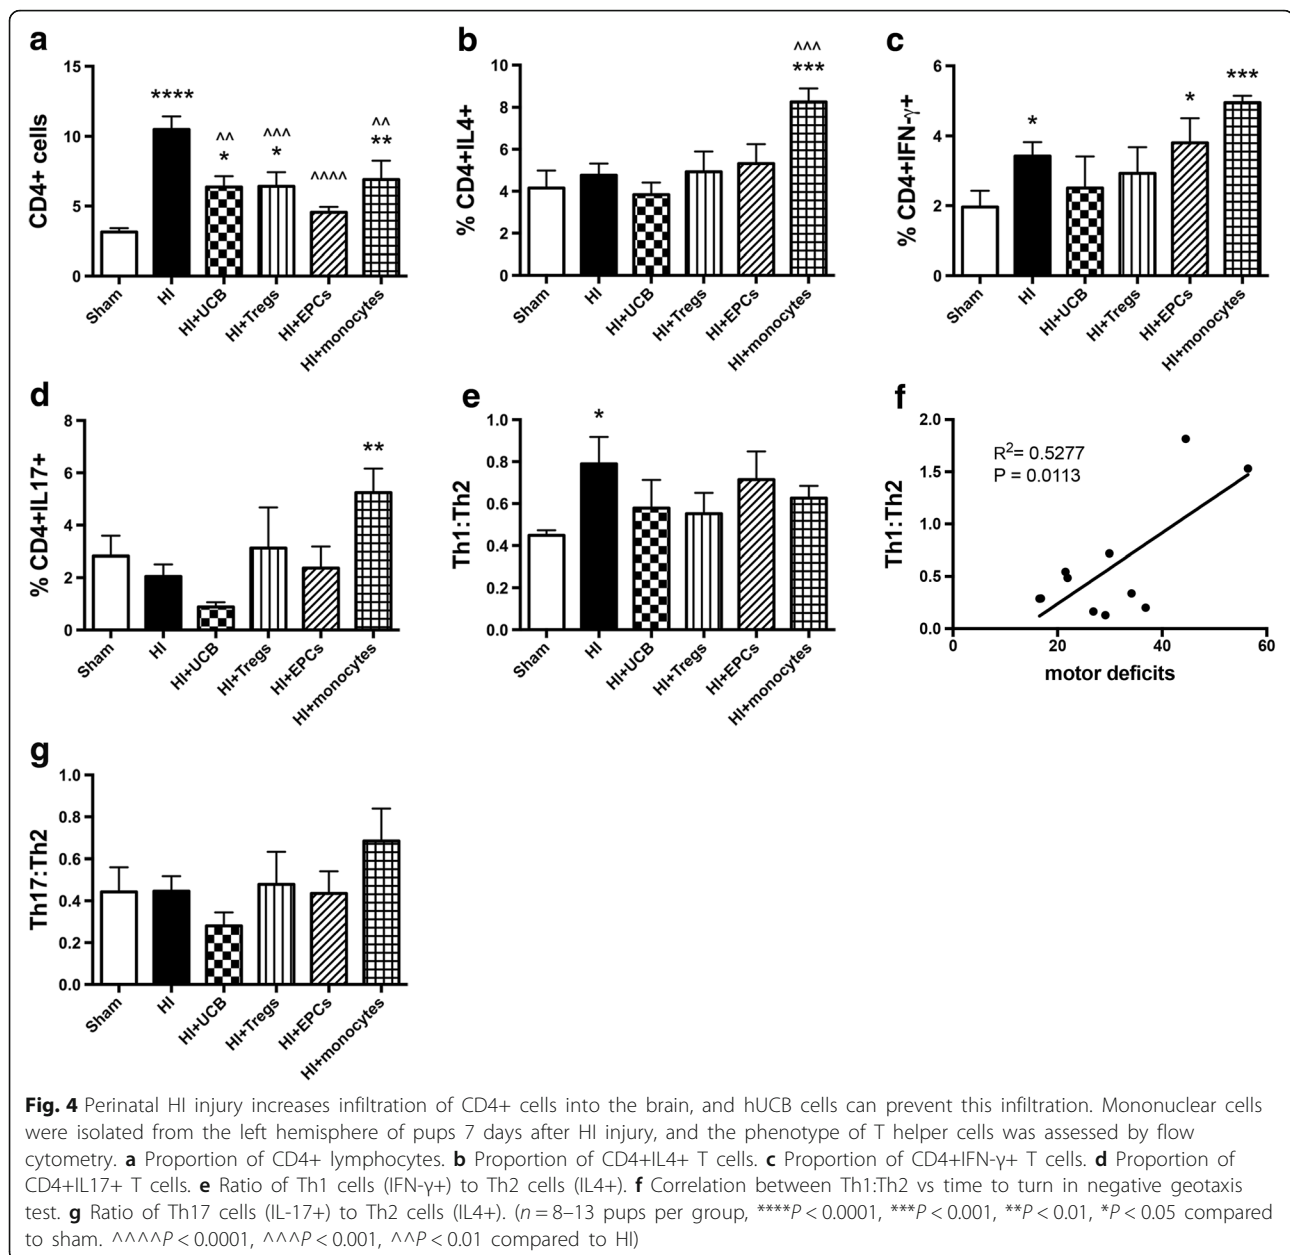 a
CD4+ cells
15
10
5
0
****
^^
*
^^^
*
^^^^
^^
**
Sham
HI
HI+UCB
HI+Tregs
HI+EPCs
HI+monocytes
b
% CD4+IL4+
10
8
6
4
2
0
^^^
***
Sham
HI
HI+UCB
HI+Tregs
HI+EPCs
HI+monocytes
c
% CD4+IFN-γ+
6
4
2
0
*
*
***
Sham
HI
HI+UCB
HI+Tregs
HI+EPCs
HI+monocytes
d
% CD4+IL17+
8
6
4
2
0
**
Sham
HI
HI+UCB
HI+Tregs
HI+EPCs
HI+monocytes
e
Th1:Th2
1.0
0.8
0.6
0.4
0.2
0.0
*
Sham
HI
HI+UCB
HI+Tregs
HI+EPCs
HI+monocytes
f
Th1:Th2
2.0
1.5
1.0
0.5
0.0
R²= 0.5277
P = 0.0113
0 20 40 60
motor deficits
g
Th17:Th2
1.0
0.8
0.6
0.4
0.2
0.0
Sham
HI
HI+UCB
HI+Tregs
HI+EPCs
HI+monocytes
Fig. 4 Perinatal HI injury increases infiltration of CD4+ cells into the brain, and hUCB cells can prevent this infiltration. Mononuclear cells
were isolated from the left hemisphere of pups 7 days after HI injury, and the phenotype of T helper cells was assessed by flow
cytometry. a Proportion of CD4+ lymphocytes. b Proportion of CD4+IL4+ T cells. c Proportion of CD4+IFN-γ+ T cells. d Proportion of
CD4+IL17+ T cells. e Ratio of Th1 cells (IFN-γ+) to Th2 cells (IL4+). f Correlation between Th1:Th2 vs time to turn in negative geotaxis
test. g Ratio of Th17 cells (IL-17+) to Th2 cells (IL4+). (n = 8–13 pups per group, ****P < 0.0001, ***P < 0.001, **P < 0.01, *P < 0.05 compared
to sham. ^^^^P < 0.0001, ^^^P < 0.001, ^^P < 0.01 compared to HI)